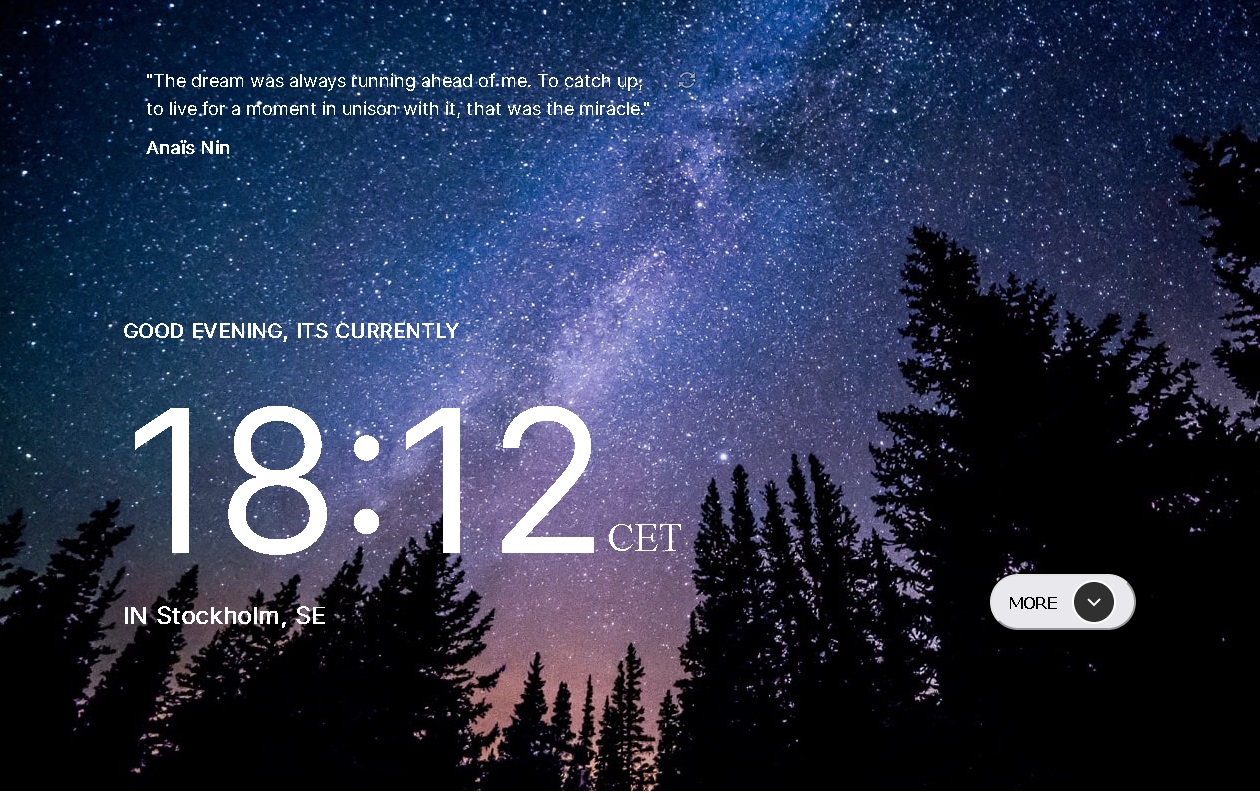 "The dream was always running ahead of me. To catch up,
to live for a moment in unison with it, that was the miracle."
Anaïs Nin
GOOD EVENING, ITS CURRENTLY
18:12 CET
IN Stockholm, SE
MORE